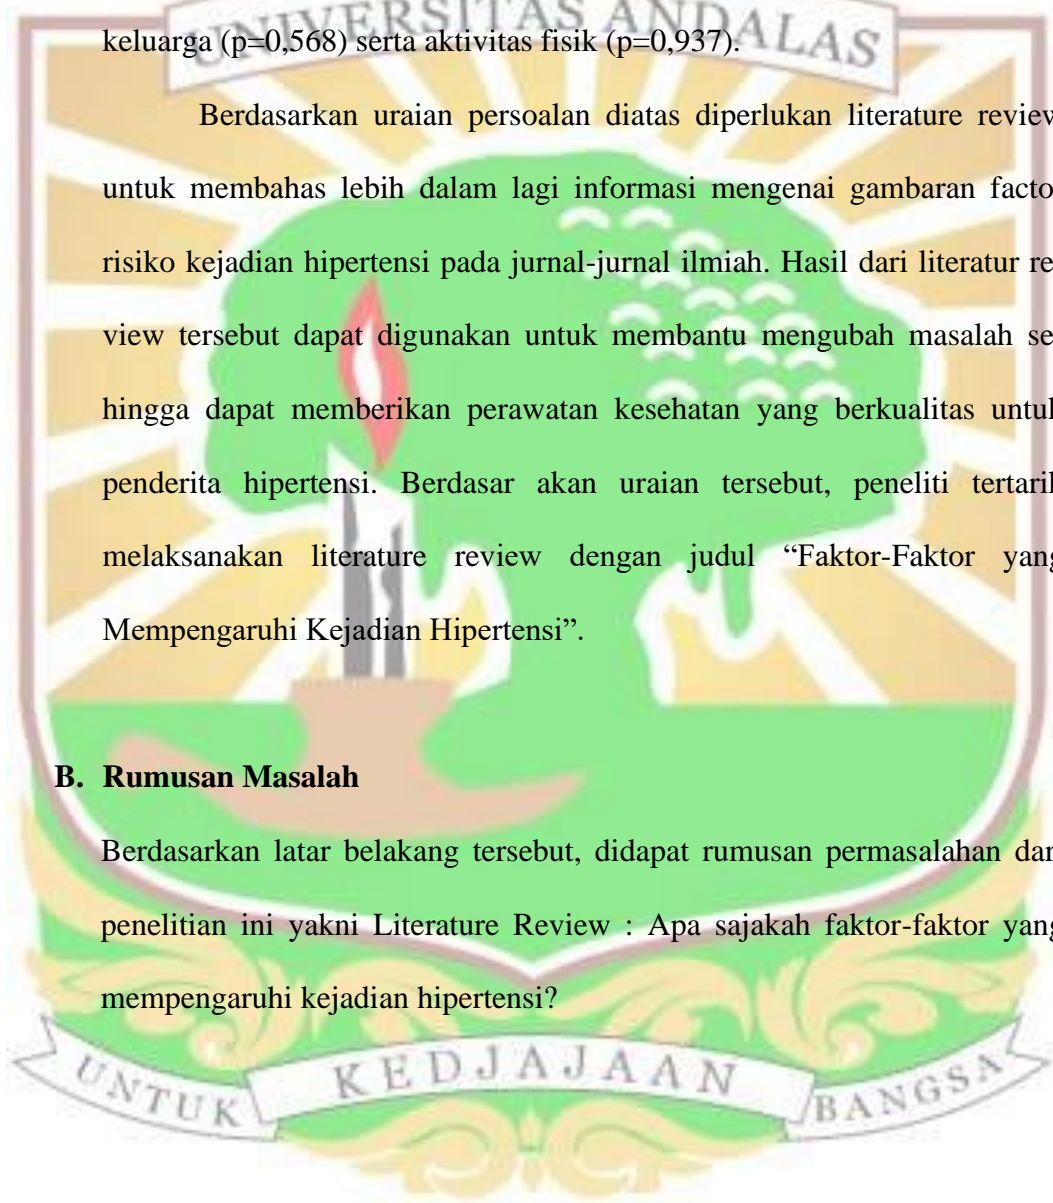 UNIVERSITAS ANDALAS
keluarga (p=0,568) serta aktivitas fisik (p=0,937).
Berdasarkan uraian persoalan diatas diperlukan literature review
untuk membahas lebih dalam lagi informasi mengenai gambaran facto
risiko kejadian hipertensi pada jurnal-jurnal ilmiah. Hasil dari literatur re
view tersebut dapat digunakan untuk membantu mengubah masalah se
hingga dapat memberikan perawatan kesehatan yang berkualitas untuk
penderita hipertensi. Berdasar akan uraian tersebut, peneliti tertarik
melaksanakan literature review dengan judul “Faktor-Faktor yang
Mempengaruhi Kejadian Hipertensi”.
B. Rumusan Masalah
Berdasarkan latar belakang tersebut, didapat rumusan permasalahan dar
penelitian ini yakni Literature Review : Apa sajakah faktor-faktor yang
mempengaruhi kejadian hipertensi?
UNTUK KEDJAJAAN BANGSA